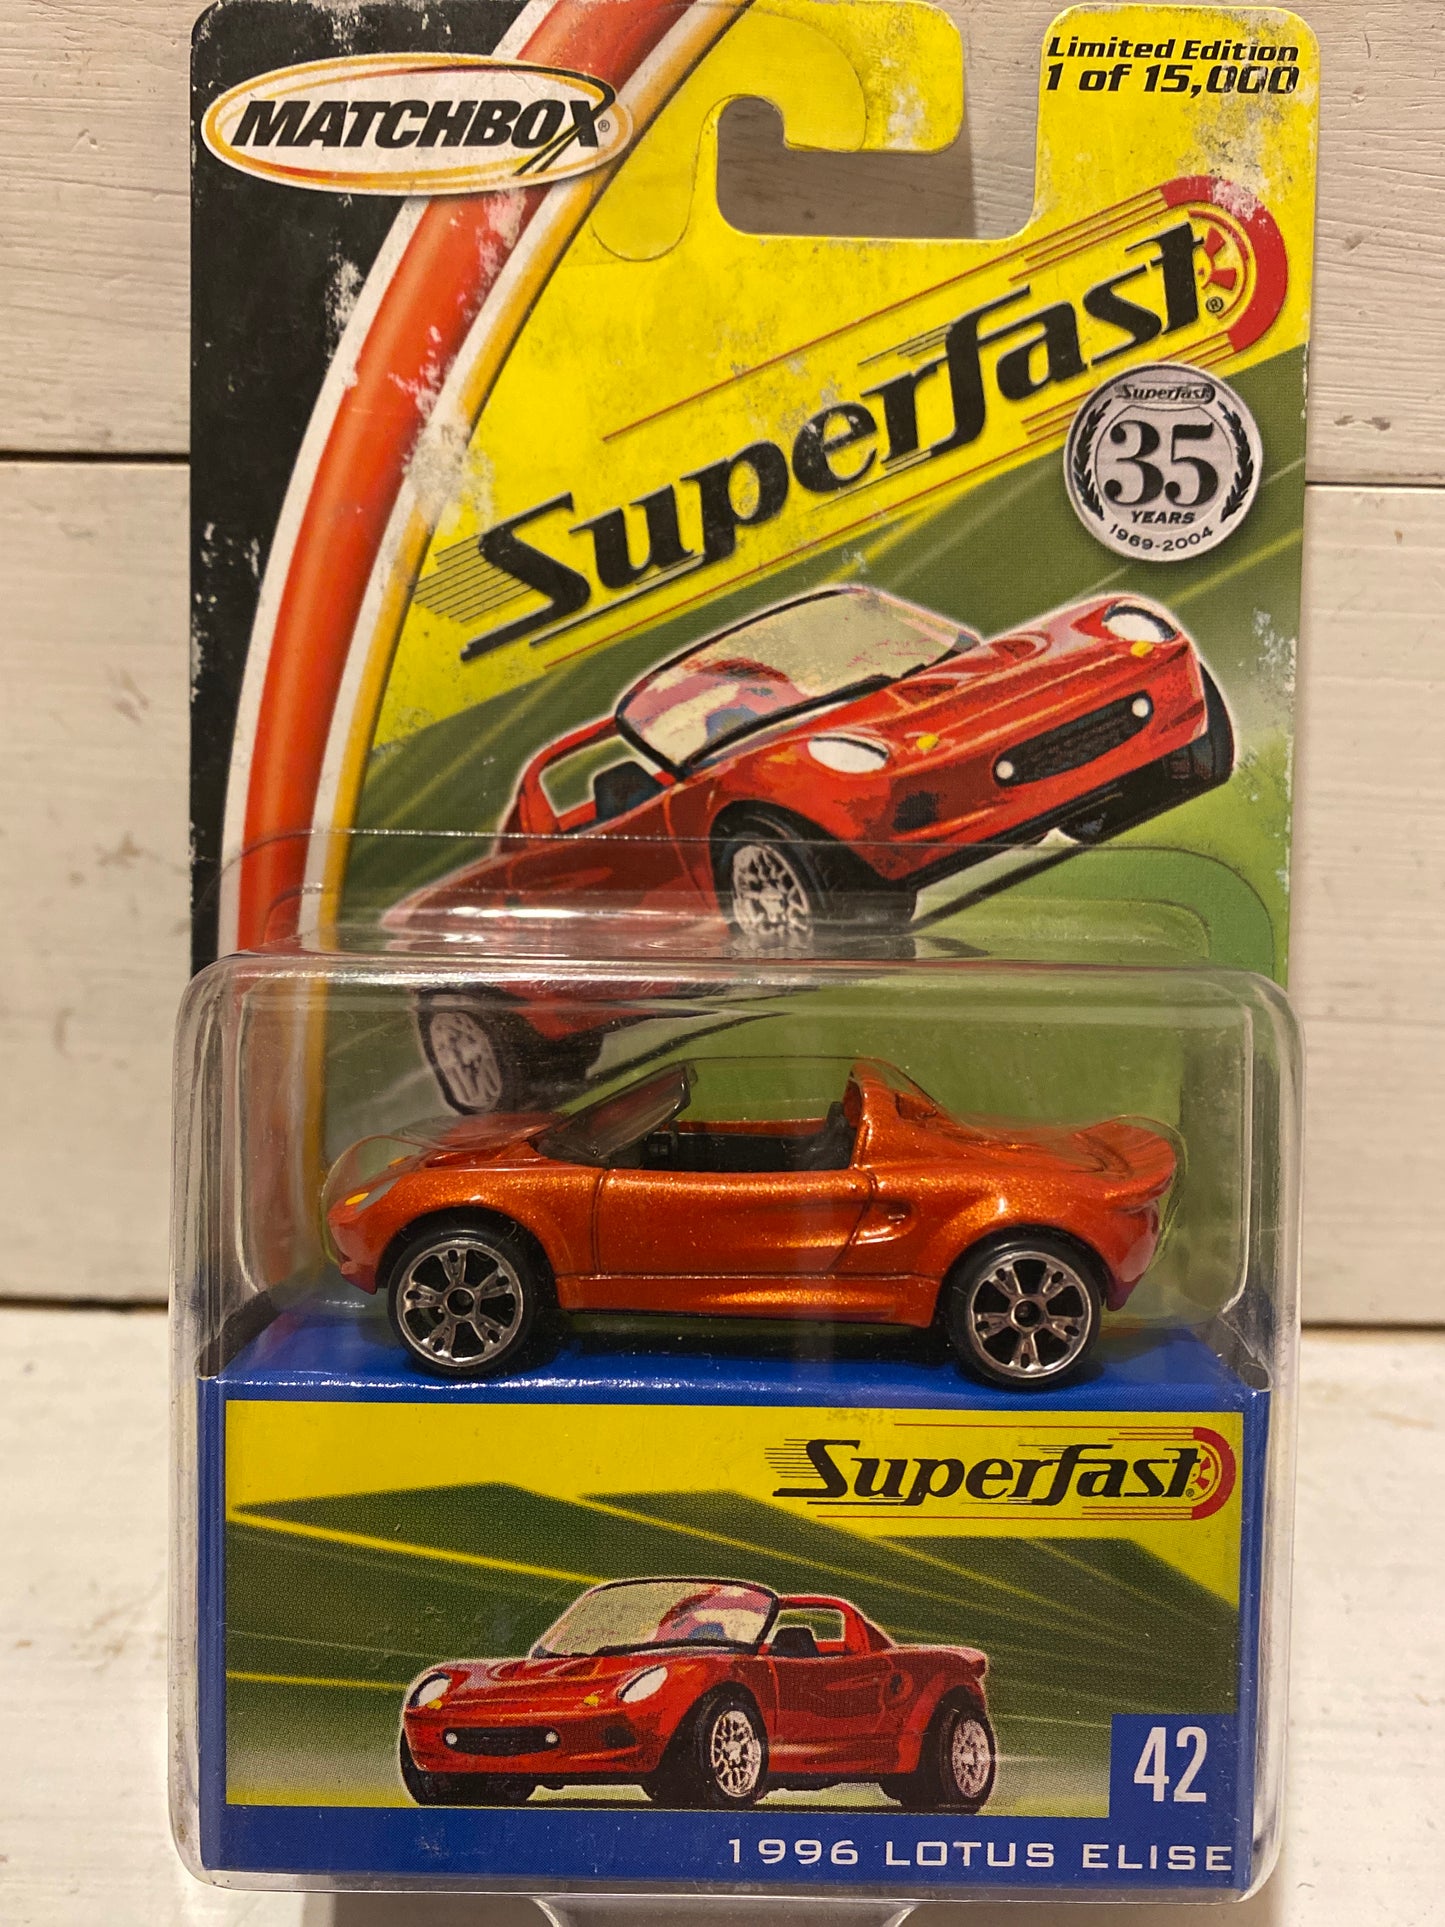 Limited Edition
1 of 15,000
MATCHBOX®
Superfast®
Superfast
35
YEARS
1969-2004
Superfast®
42
1996 LOTUS ELISE